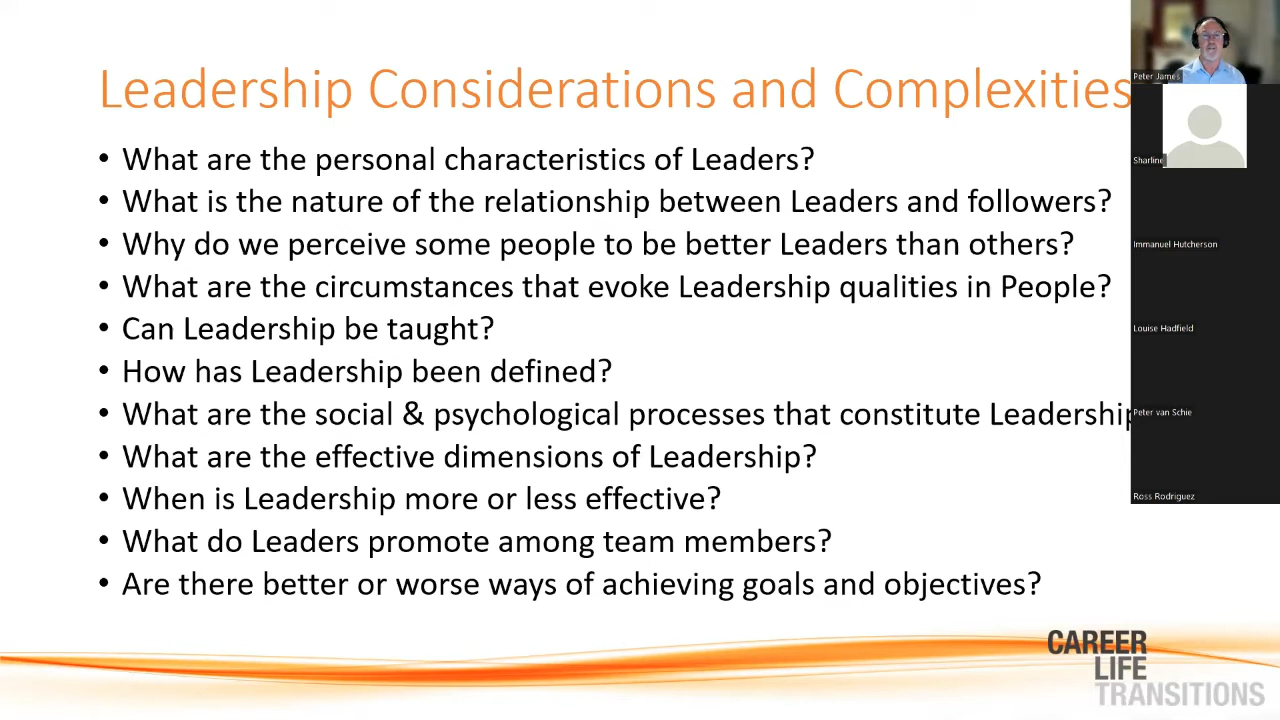 Leadership Considerations and Complexities
• What are the personal characteristics of Leaders?
• What is the nature of the relationship between Leaders and followers?
• Why do we perceive some people to be better Leaders than others?
• What are the circumstances that evoke Leadership qualities in People?
• Can Leadership be taught?
• How has Leadership been defined?
• What are the social & psychological processes that constitute Leadership
• What are the effective dimensions of Leadership?
• When is Leadership more or less effective?
• What do Leaders promote among team members?
• Are there better or worse ways of achieving goals and objectives?
Peter James
Sharline
Immanuel Hutcherson
Louise Hadfield
Peter van Schie
Ross Rodriguez
CAREER
LIFE
TRANSITIONS